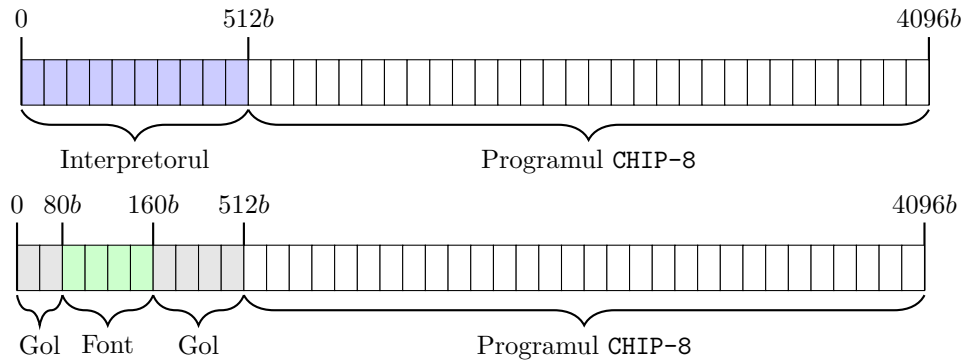 0 512b 4096b
Interpretorul Programul CHIP-8
0 80b 160b 512b 4096b
Gol Font Gol Programul CHIP-8